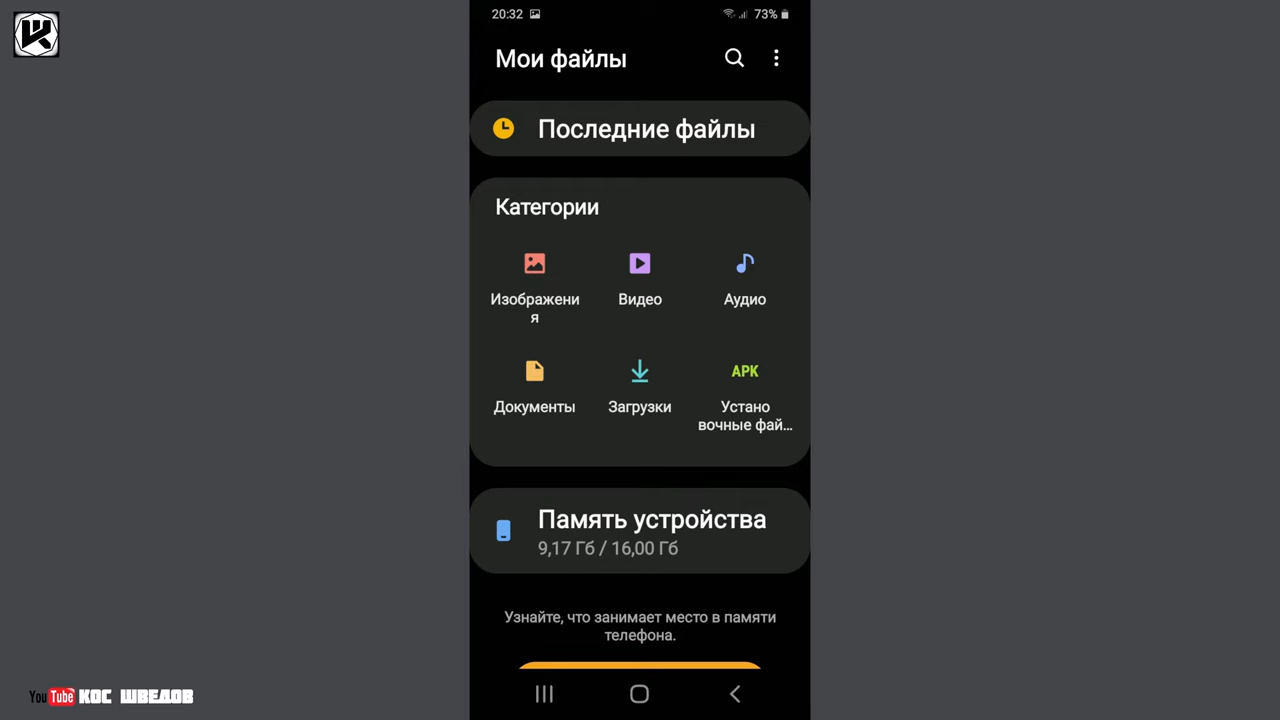 20:32
73%
Мои файлы
Последние файлы
Категории
Изображени
я
Видео
Аудио
Документы
Загрузки
APK
Устано
вочные фай...
Память устройства
9,17 Гб / 16,00 Гб
Узнайте, что занимает место в памяти
телефона.
YouTube КОС ШВЕДОВ